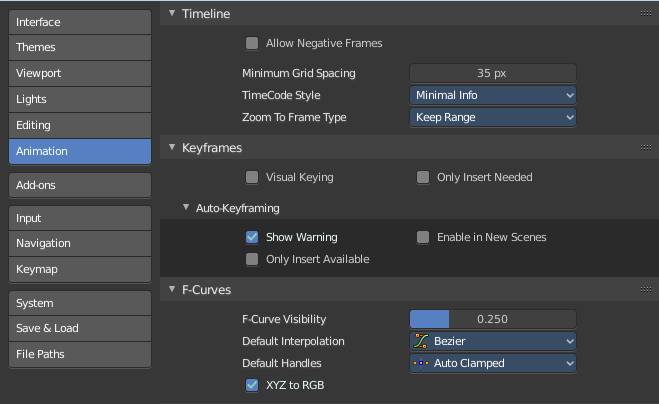 Interface
Themes
Viewport
Lights
Editing
Animation
Add-ons
Input
Navigation
Keymap
System
Save & Load
File Paths
Timeline
Allow Negative Frames
Minimum Grid Spacing 35 px
TimeCode Style Minimal Info
Zoom To Frame Type Keep Range
Keyframes
Visual Keying Only Insert Needed
Auto-Keyframing
Show Warning Enable in New Scenes
Only Insert Available
F-Curves
F-Curve Visibility 0.250
Default Interpolation Bezier
Default Handles Auto Clamped
XYZ to RGB